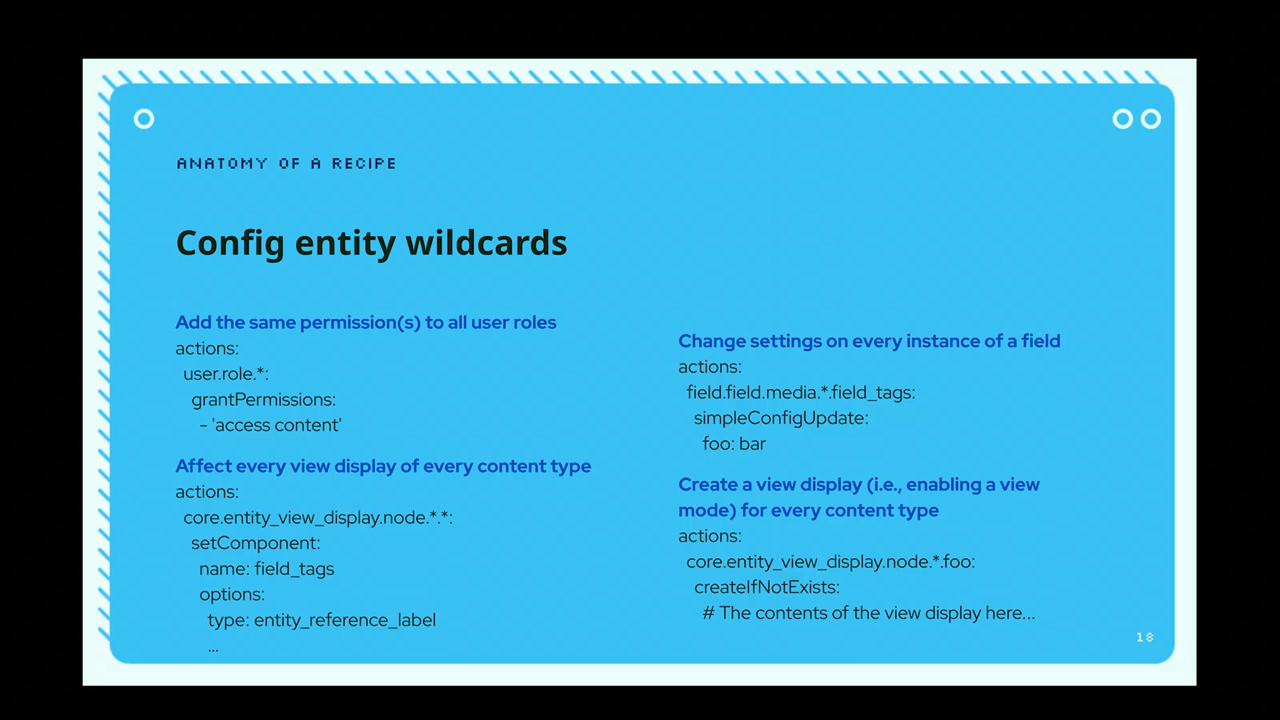 ANATOMY OF A RECIPE
Config entity wildcards
Add the same permission(s) to all user roles
actions:
user.role.*:
grantPermissions:
- 'access content'
Affect every view display of every content type
actions:
core.entity_view_display.node.*.*:
setComponent:
name: field_tags
options:
type: entity_reference_label
...
Change settings on every instance of a field
actions:
field.field.media.*.field_tags:
simpleConfigUpdate:
foo: bar
Create a view display (i.e., enabling a view
mode) for every content type
actions:
core.entity_view_display.node.*.foo:
createIfNotExists:
# The contents of the view display here...
18